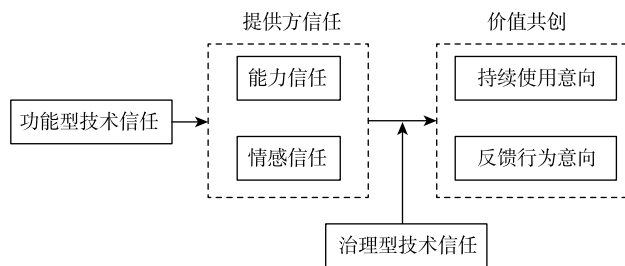 提供方信任
价值共创
能力信任
持续使用意向
功能型技术信任
情感信任
反馈行为意向
治理型技术信任